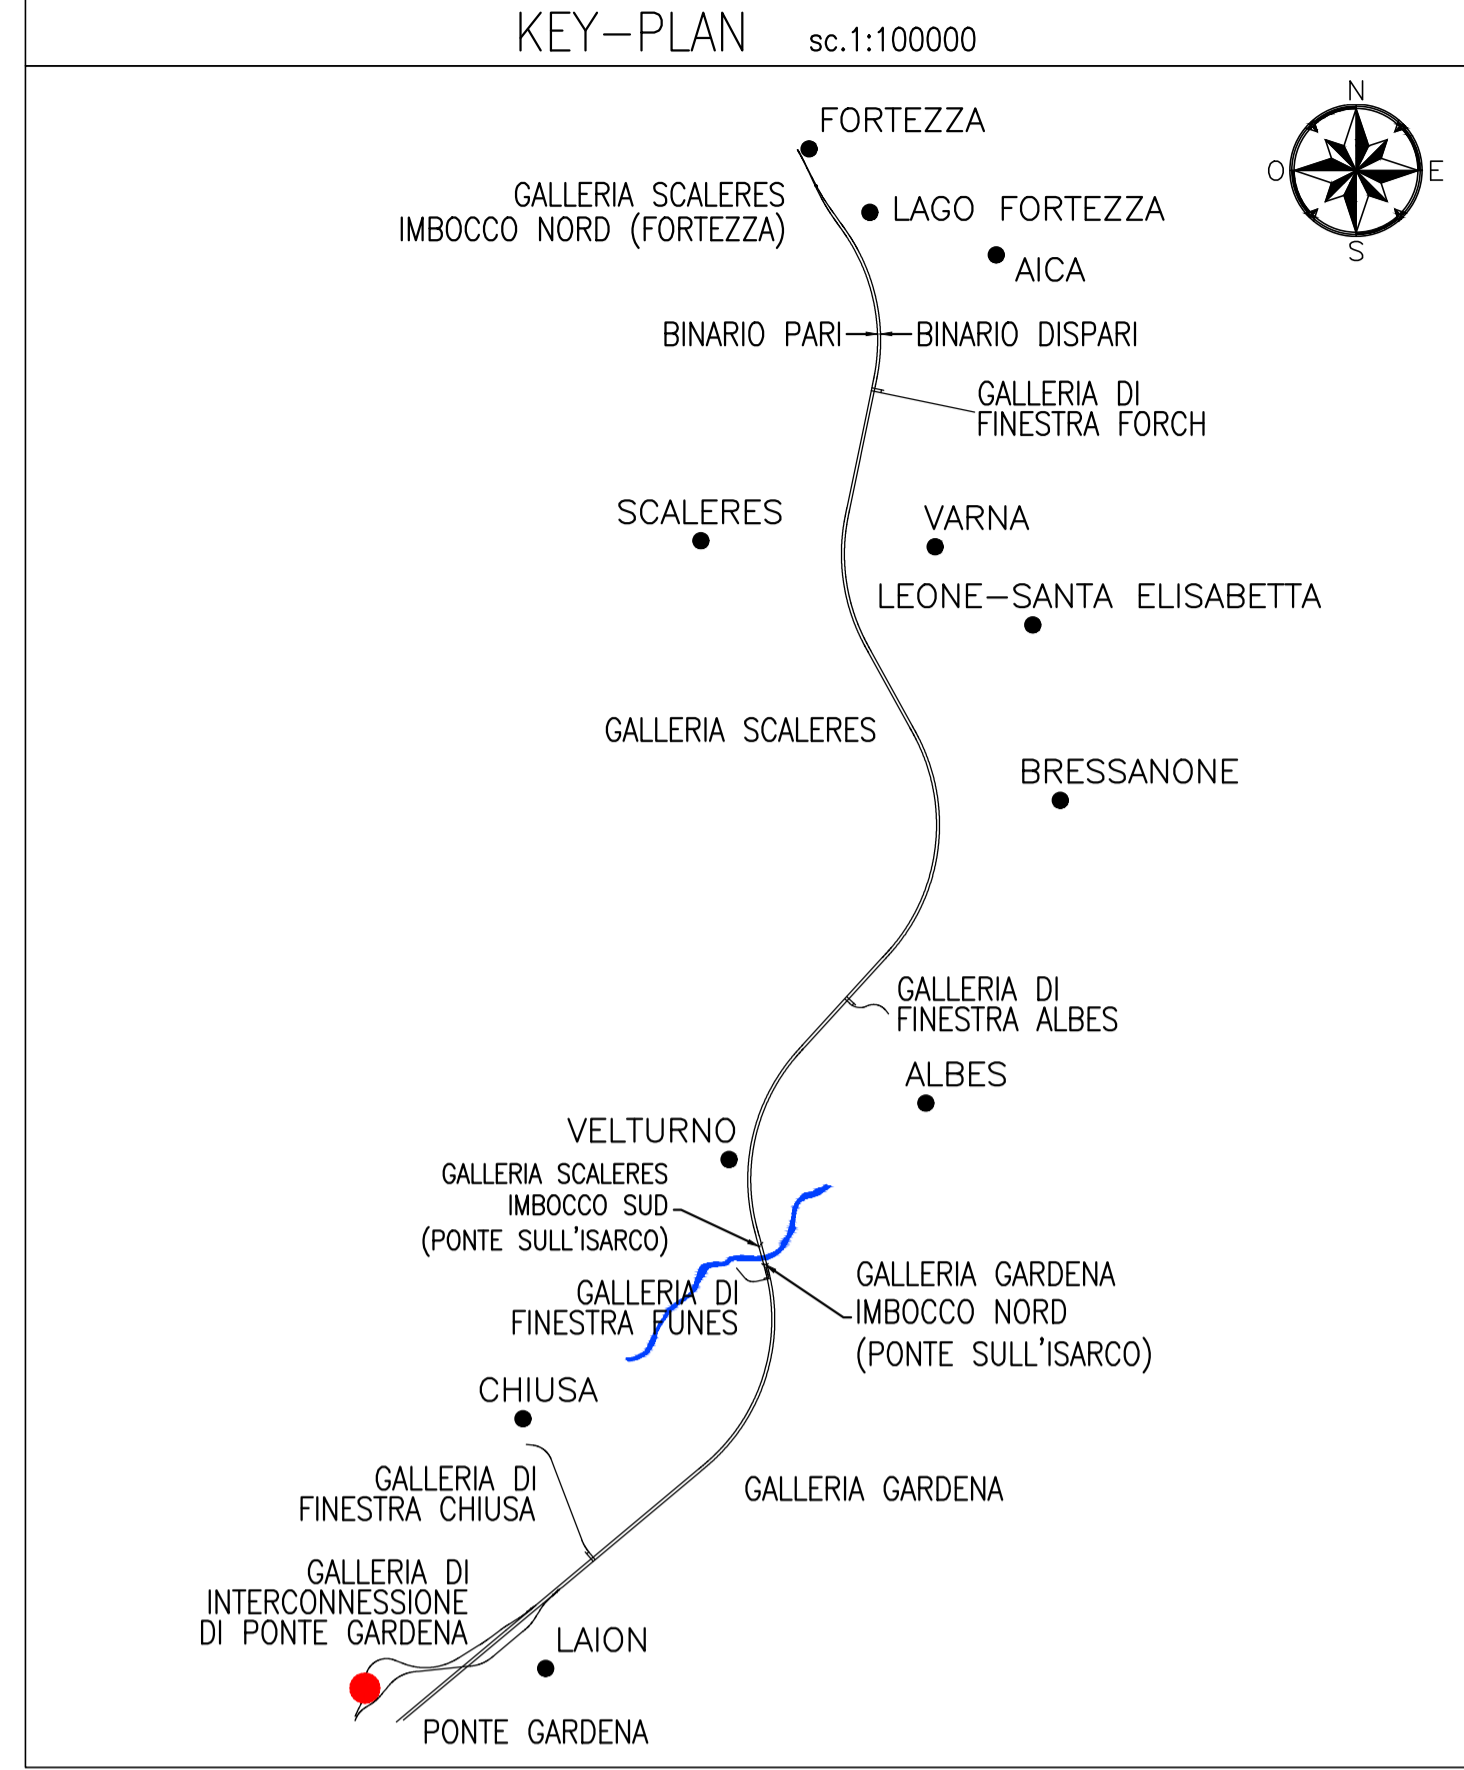 KEY-PLAN sc.1:100000
N
O
E
S
FORTEZZA
GALLERIA SCALERES
IMBOCCO NORD (FORTEZZA)
LAGO FORTEZZA
AICA
BINARIO PARI
BINARIO DISPARI
GALLERIA DI
FINESTRA FORCH
SCALERES
VARNA
LEONE-SANTA ELISABETTA
GALLERIA SCALERES
BRESSANONE
GALLERIA DI
FINESTRA ALBES
ALBES
VELTURNO
GALLERIA SCALERES
IMBOCCO SUD
(PONTE SULL'ISARCO)
GALLERIA DI
FINESTRA FUNES
GALLERIA GARDENA
IMBOCCO NORD
(PONTE SULL'ISARCO)
CHIUSA
GALLERIA DI
FINESTRA CHIUSA
GALLERIA GARDENA
GALLERIA DI
INTERCONNESSIONE
DI PONTE GARDENA
LAION
PONTE GARDENA